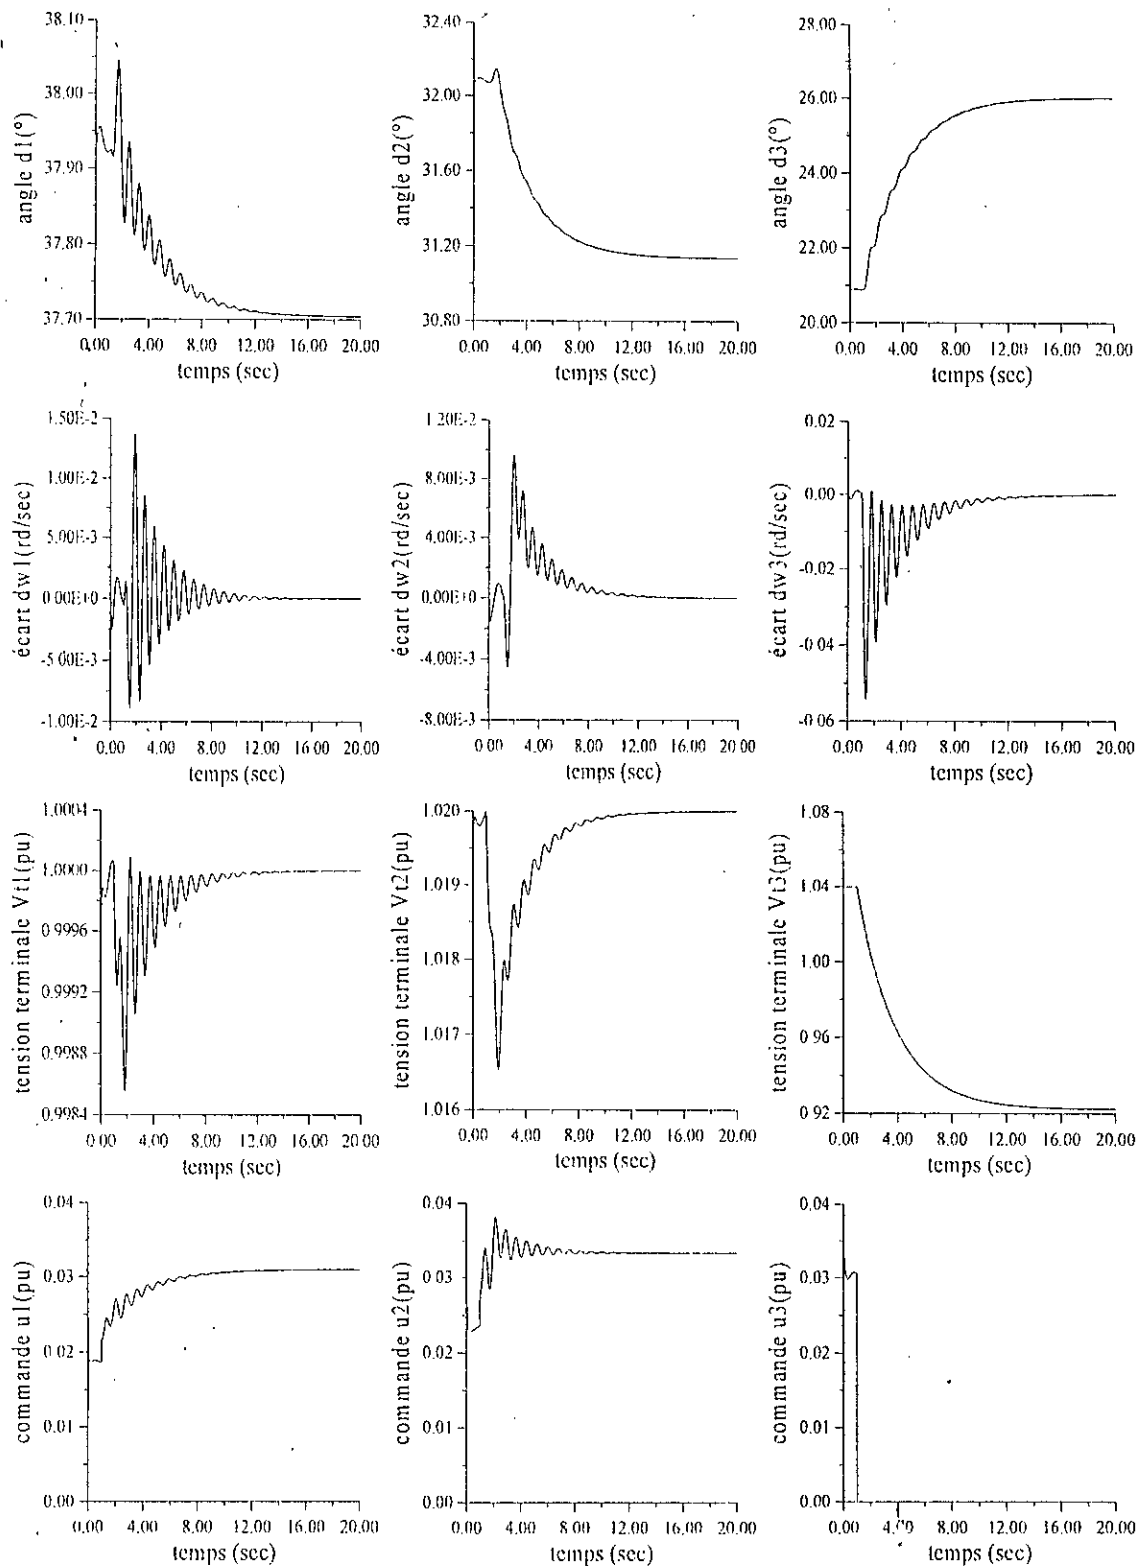 angle d1(°)
38.10
38.00
37.90
37.80
37.70
0.00 4.00 8.00 12.00 16.00 20.00
temps (sec)
angle d2(°)
32.40
32.00
31.60
31.20
30.80
0.00 4.00 8.00 12.00 16.00 20.00
temps (sec)
angle d3(°)
28.00
26.00
24.00
22.00
20.00
0.00 4.00 8.00 12.00 16.00 20.00
temps (sec)
écart dw1(rd/sec)
1.50E-2
1.00E-2
5.00E-3
0.00E+0
-5.00E-3
-1.00E-2
0.00 4.00 8.00 12.00 16.00 20.00
temps (sec)
écart dw2(rd/sec)
1.20E-2
8.00E-3
4.00E-3
0.00E+0
-4.00E-3
-8.00E-3
0.00 4.00 8.00 12.00 16.00 20.00
temps (sec)
écart dw3(rd/sec)
0.02
0.00
-0.02
-0.04
-0.06
0.00 4.00 8.00 12.00 16.00 20.00
temps (sec)
tension terminale Vt1(pu)
1.0004
1.0000
0.9996
0.9992
0.9988
0.9984
0.00 4.00 8.00 12.00 16.00 20.00
temps (sec)
tension terminale Vt2(pu)
1.020
1.019
1.018
1.017
1.016
0.00 4.00 8.00 12.00 16.00 20.00
temps (sec)
tension terminale Vt3(pu)
1.08
1.04
1.00
0.96
0.92
0.00 4.00 8.00 12.00 16.00 20.00
temps (sec)
commande u1(pu)
0.04
0.03
0.02
0.01
0.00
0.00 4.00 8.00 12.00 16.00 20.00
temps (sec)
commande u2(pu)
0.04
0.03
0.02
0.01
0.00
0.00 4.00 8.00 12.00 16.00 20.00
temps (sec)
commande u3(pu)
0.04
0.03
0.02
0.01
0.00
0.00 4.00 8.00 12.00 16.00 20.00
temps (sec)